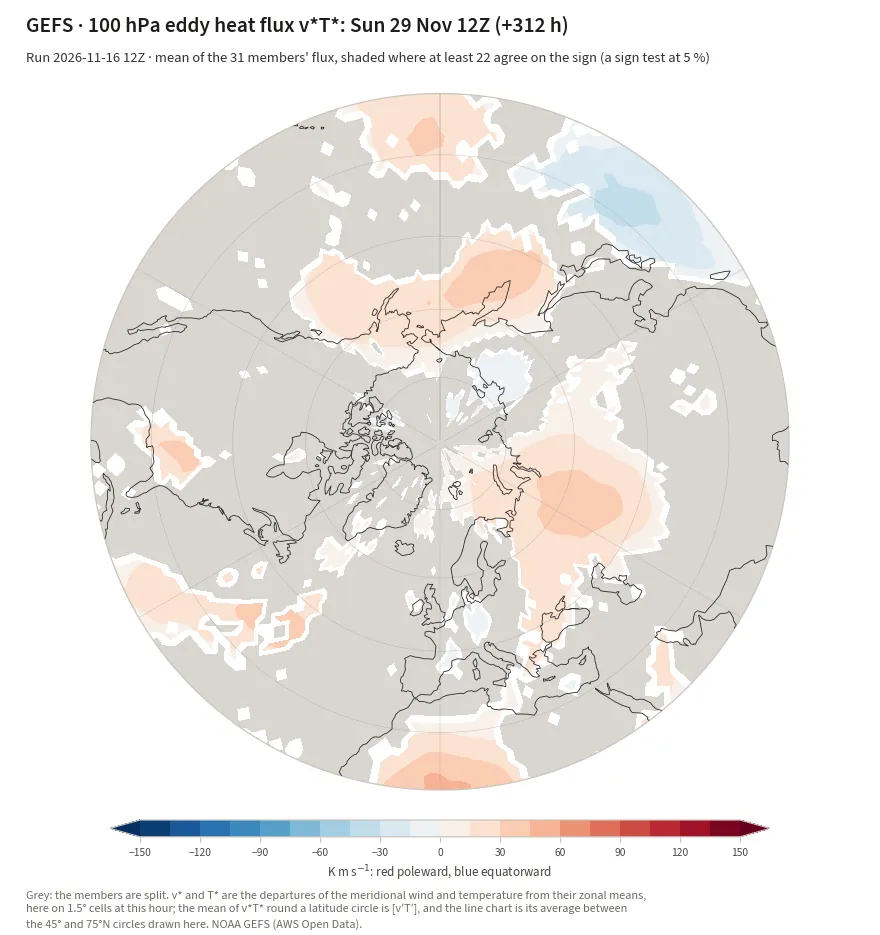 GEFS · 100 hPa eddy heat flux v*T*: Sun 29 Nov 12Z (+312 h)
Run 2026-11-16 12Z · mean of the 31 members' flux, shaded where at least 22 agree on the sign (a sign test at 5 %)
−150 −120 −90 −60 −30 0 30 60 90 120 150
K m s⁻¹: red poleward, blue equatorward
Grey: the members are split. v* and T* are the departures of the meridional wind and temperature from their zonal means,
here on 1.5° cells at this hour; the mean of v*T* round a latitude circle is [v′T′], and the line chart is its average between
the 45° and 75°N circles drawn here. NOAA GEFS (AWS Open Data).